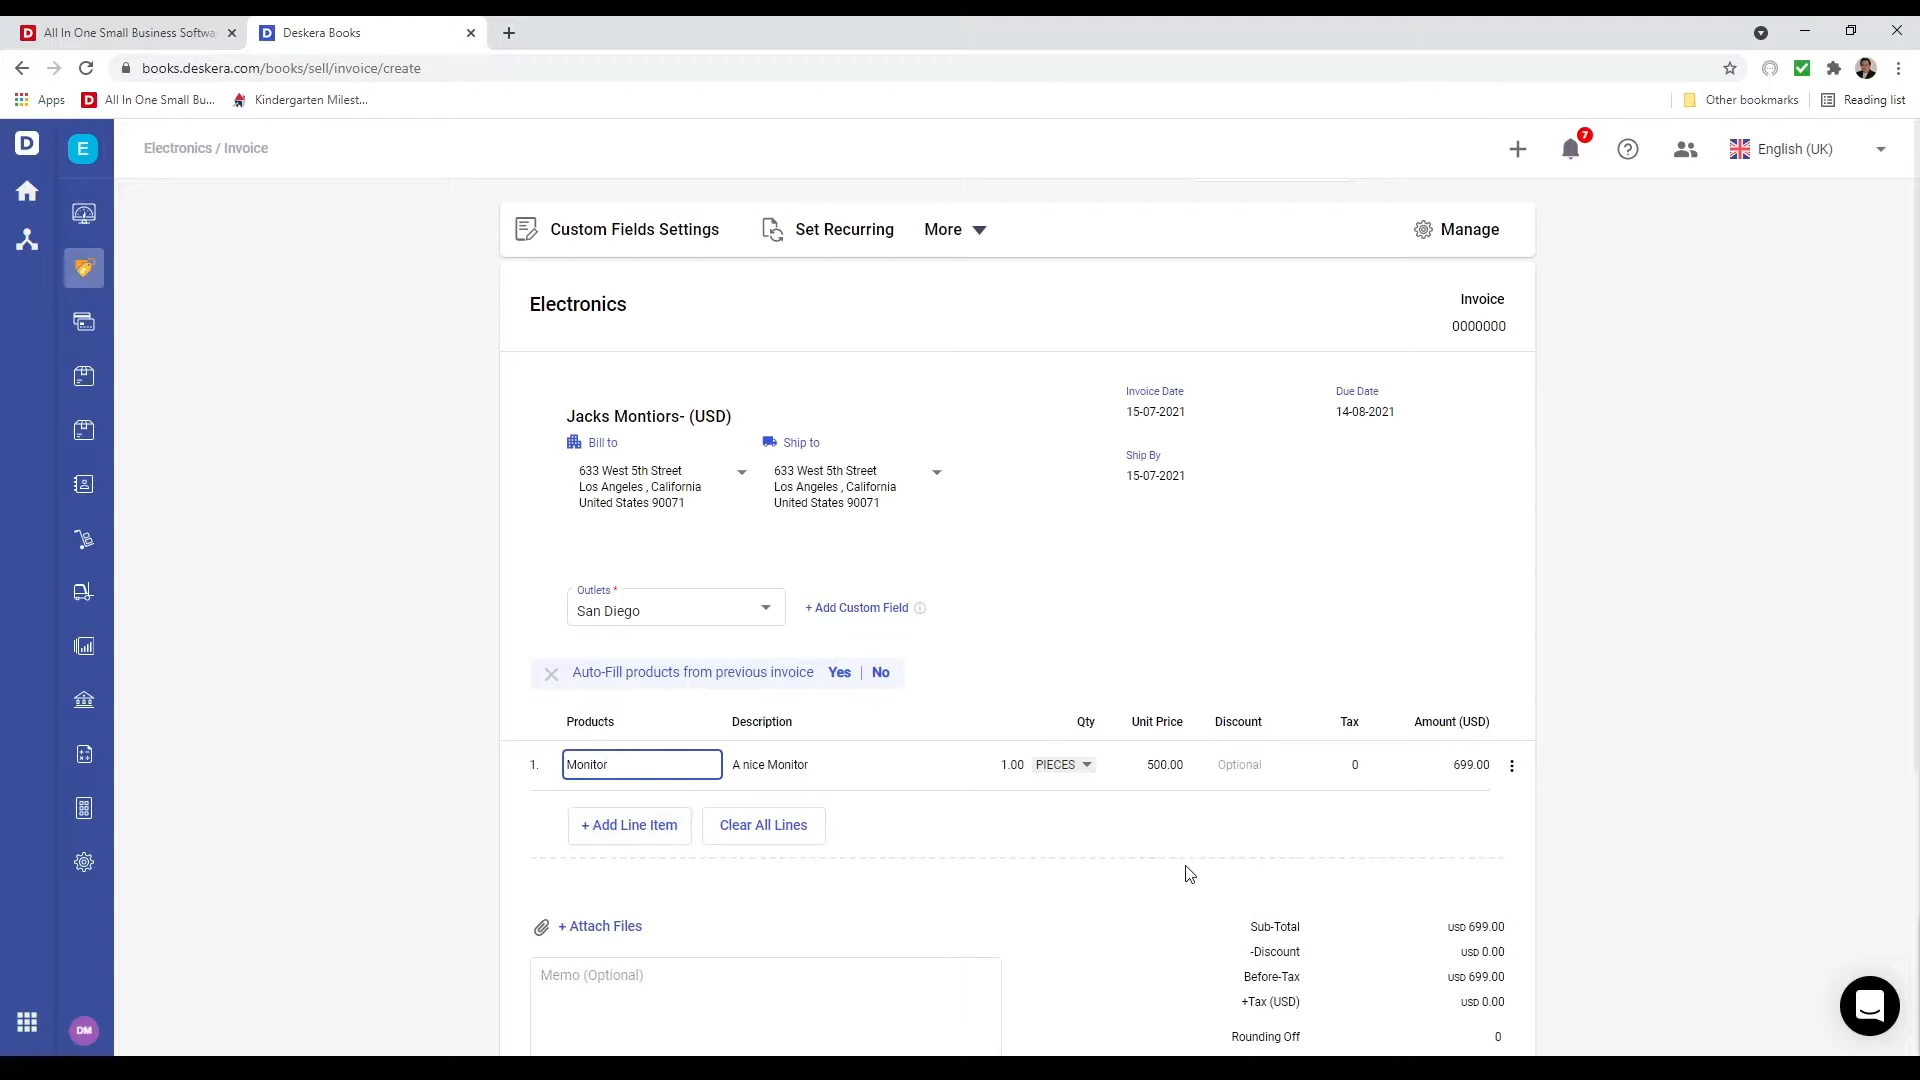 D All In One Small Business Softwa
D Deskera Books
books.deskera.com/books/sell/invoice/create
Apps
D All In One Small Bu...
Kindergarten Milest...
Other bookmarks
Reading list
D
E
Electronics / Invoice
7
English (UK)
Custom Fields Settings
Set Recurring
More
Manage
Electronics
Invoice
0000000
Invoice Date
Due Date
15-07-2021
14-08-2021
Jacks Montiors- (USD)
Bill to
Ship to
Ship By
15-07-2021
633 West 5th Street
Los Angeles , California
United States 90071
633 West 5th Street
Los Angeles , California
United States 90071
Outlets *
San Diego
+ Add Custom Field
Auto-Fill products from previous invoice Yes | No
Products Description Qty Unit Price Discount Tax Amount (USD)
1. Monitor A nice Monitor 1.00 PIECES 500.00 Optional 0 699.00
+ Add Line Item
Clear All Lines
+ Attach Files
Memo (Optional)
Sub-Total USD 699.00
-Discount USD 0.00
Before-Tax USD 699.00
+Tax (USD) USD 0.00
Rounding Off 0
DM